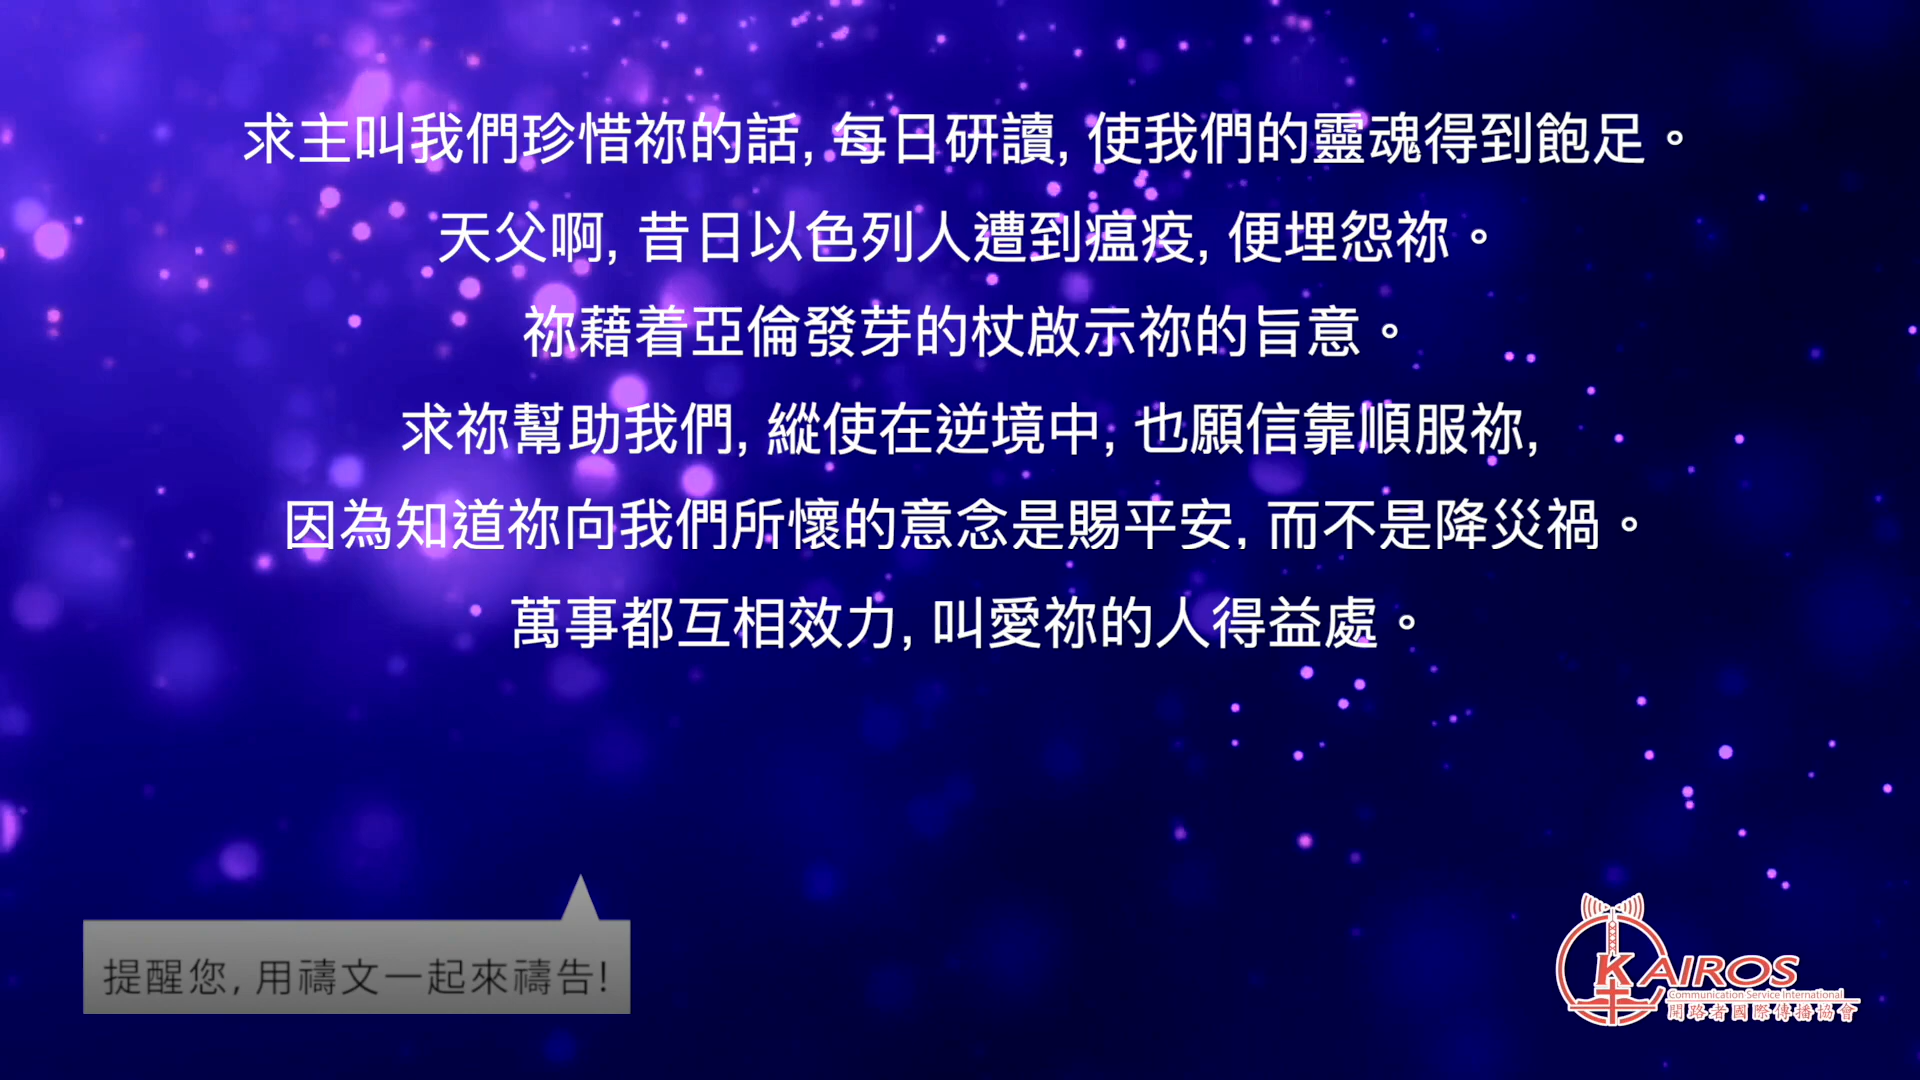 求主叫我們珍惜祢的話, 每日研讀, 使我們的靈魂得到飽足。
天父啊, 昔日以色列人遭到瘟疫, 便埋怨祢。
祢藉着亞倫發芽的杖啟示祢的旨意。
求祢幫助我們, 縱使在逆境中, 也願信靠順服祢,
因為知道祢向我們所懷的意念是賜平安, 而不是降災禍。
萬事都互相效力, 叫愛祢的人得益處。
提醒您, 用禱文一起來禱告!
KAIROS
Communication Service International
開路者國際傳播協會